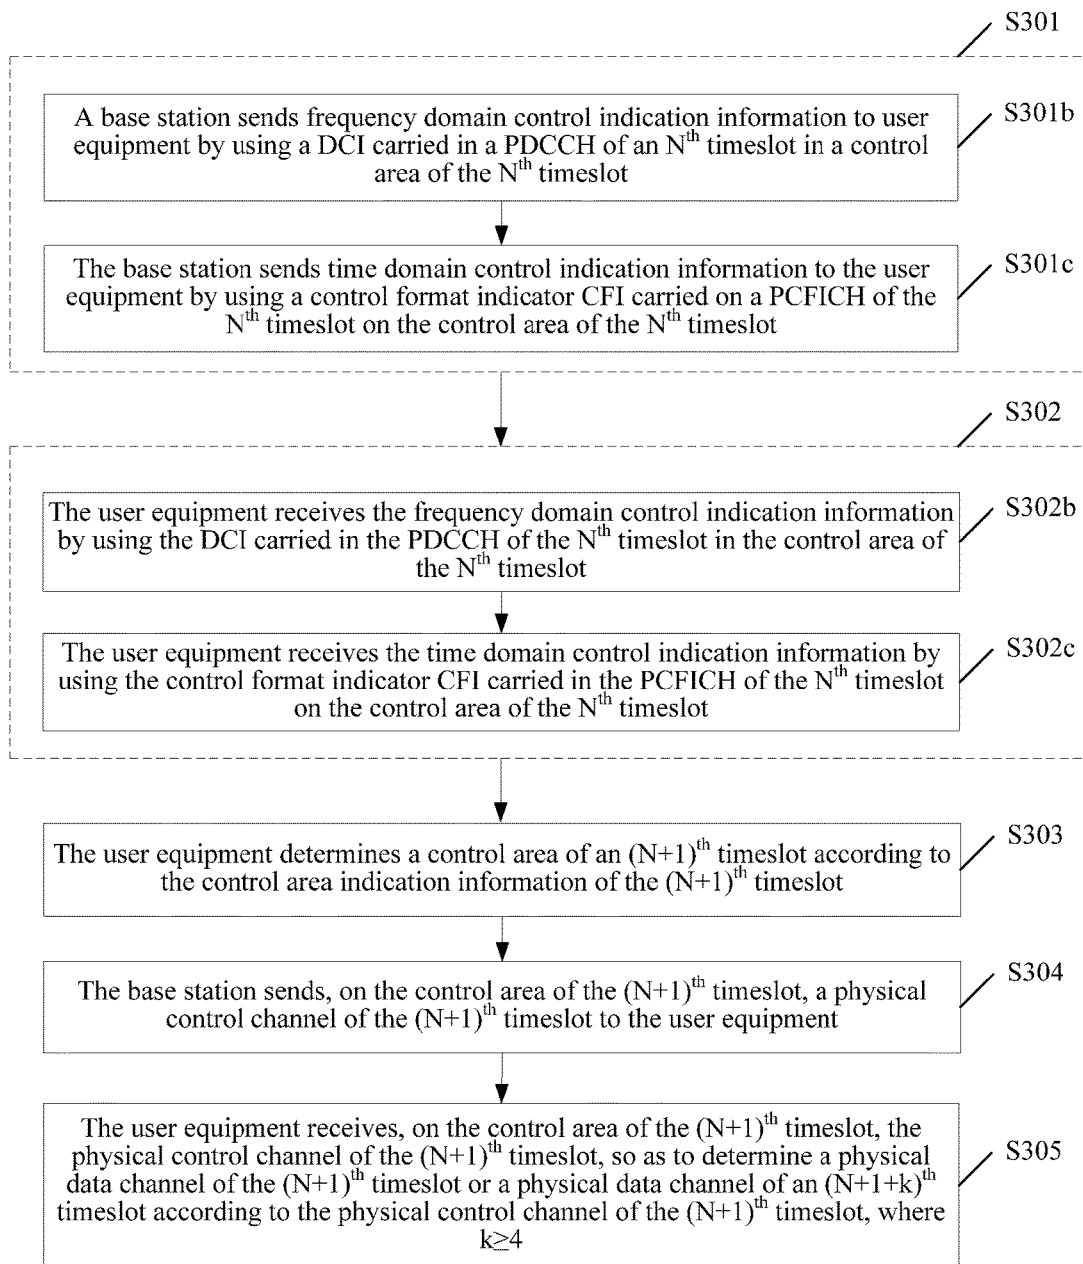 S301
A base station sends frequency domain control indication information to user
equipment by using a DCI carried in a PDCCH of an Nth timeslot in a control
area of the Nth timeslot
S301b
The base station sends time domain control indication information to the user
equipment by using a control format indicator CFI carried on a PCFICH of the
Nth timeslot on the control area of the Nth timeslot
S301c
S302
The user equipment receives the frequency domain control indication information
by using the DCI carried in the PDCCH of the Nth timeslot in the control area of
the Nth timeslot
S302b
The user equipment receives the time domain control indication information by
using the control format indicator CFI carried in the PCFICH of the Nth timeslot
on the control area of the Nth timeslot
S302c
The user equipment determines a control area of an (N+1)th timeslot according to
the control area indication information of the (N+1)th timeslot
S303
The base station sends, on the control area of the (N+1)th timeslot, a physical
control channel of the (N+1)th timeslot to the user equipment
S304
The user equipment receives, on the control area of the (N+1)th timeslot, the
physical control channel of the (N+1)th timeslot, so as to determine a physical
data channel of the (N+1)th timeslot or a physical data channel of an (N+1+k)th
timeslot according to the physical control channel of the (N+1)th timeslot, where
k≥4
S305